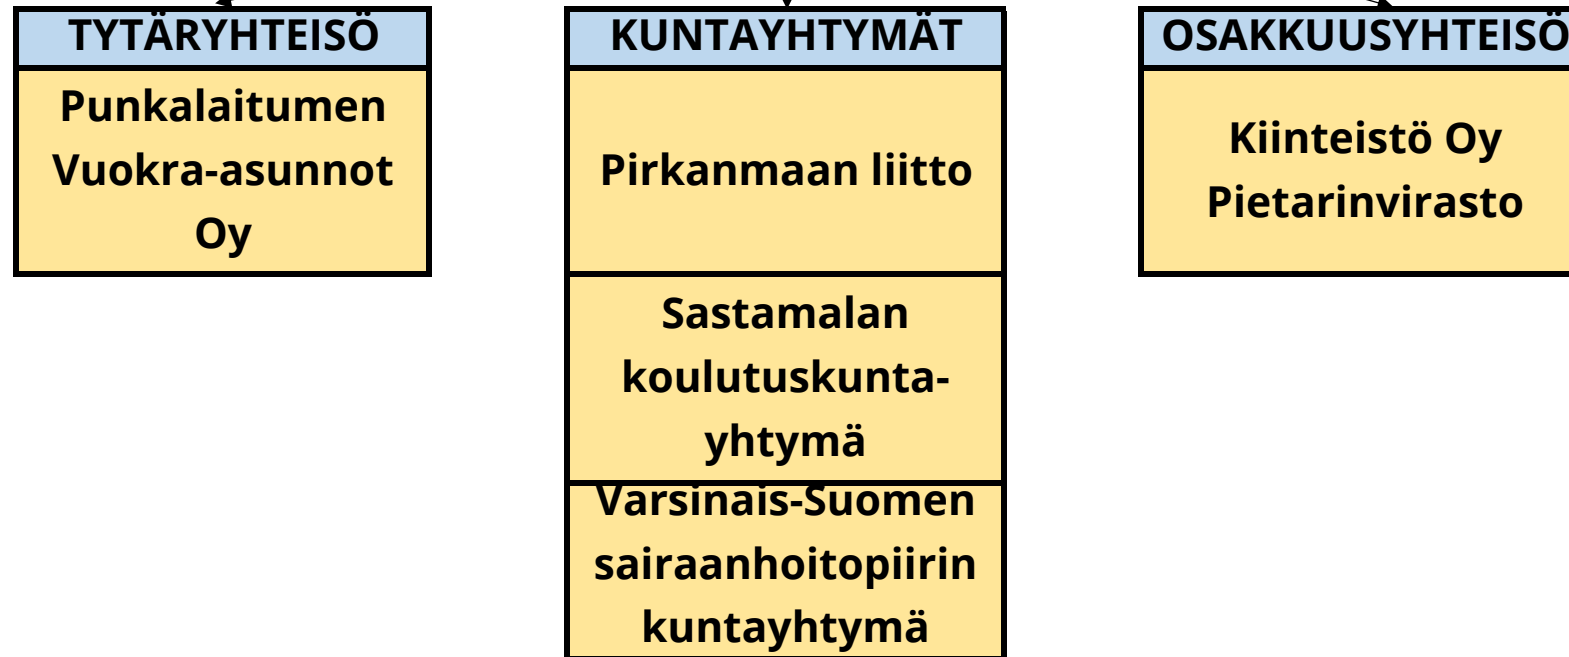 TYTÄRYHTEISÖ
Punkalaitumen
Vuokra-asunnot
Oy
KUNTAYHTYMÄT
Pirkanmaan liitto
Sastamalan
koulutuskunta-
yhtymä
Varsinais-Suomen
sairaanhoitopiirin
kuntayhtymä
OSAKKUUSYHTEISÖ
Kiinteistö Oy
Pietarinvirasto